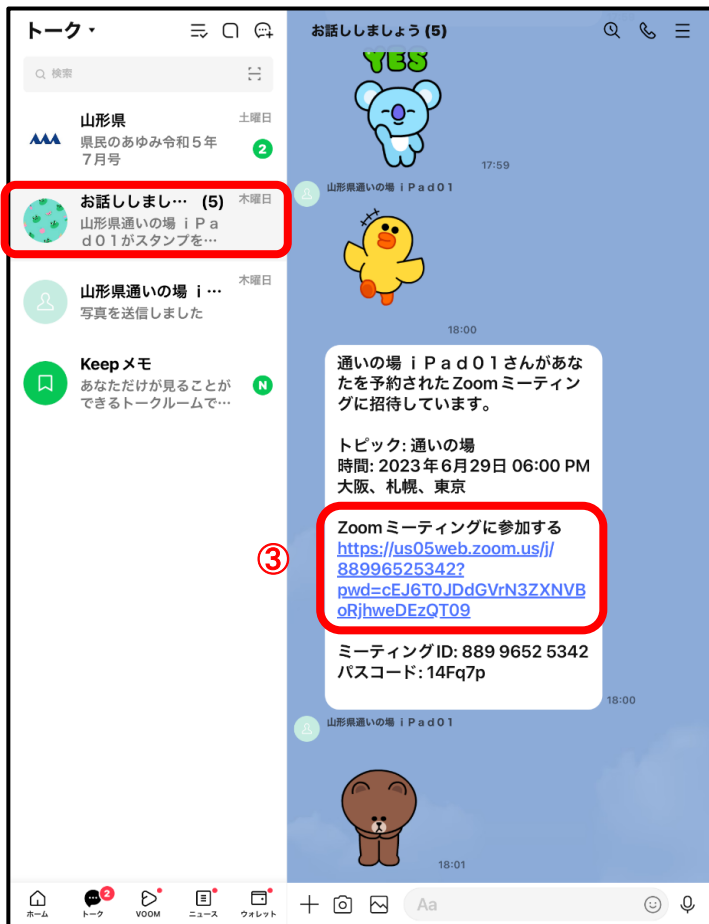 トーク
検索
山形県
土曜日
県民のあゆみ令和５年
７月号
2
お話ししまし… (5)
木曜日
山形県通いの場 ｉＰａ
ｄ０１がスタンプを…
山形県通いの場 ｉ…
木曜日
写真を送信しました
Keepメモ
あなただけが見ることが
できるトークルームで…
N
ホーム
2
トーク
VOOM
ニュース
ウォレット
お話ししましょう (5)
YES
17:59
山形県通いの場 ｉＰａｄ０１
18:00
通いの場 ｉＰａｄ０１さんがあな
たを予約されたZoomミーティン
グに招待しています。
トピック: 通いの場
時間: 2023年6月29日 06:00 PM
大阪、札幌、東京
③
Zoomミーティングに参加する
https://us05web.zoom.us/j/
88996525342?
pwd=cEJ6T0JDdGVrN3ZXNVB
oRjhweDEzQT09
ミーティングID: 889 9652 5342
パスコード: 14Fq7p
18:00
山形県通いの場 ｉＰａｄ０１
18:01
Aa